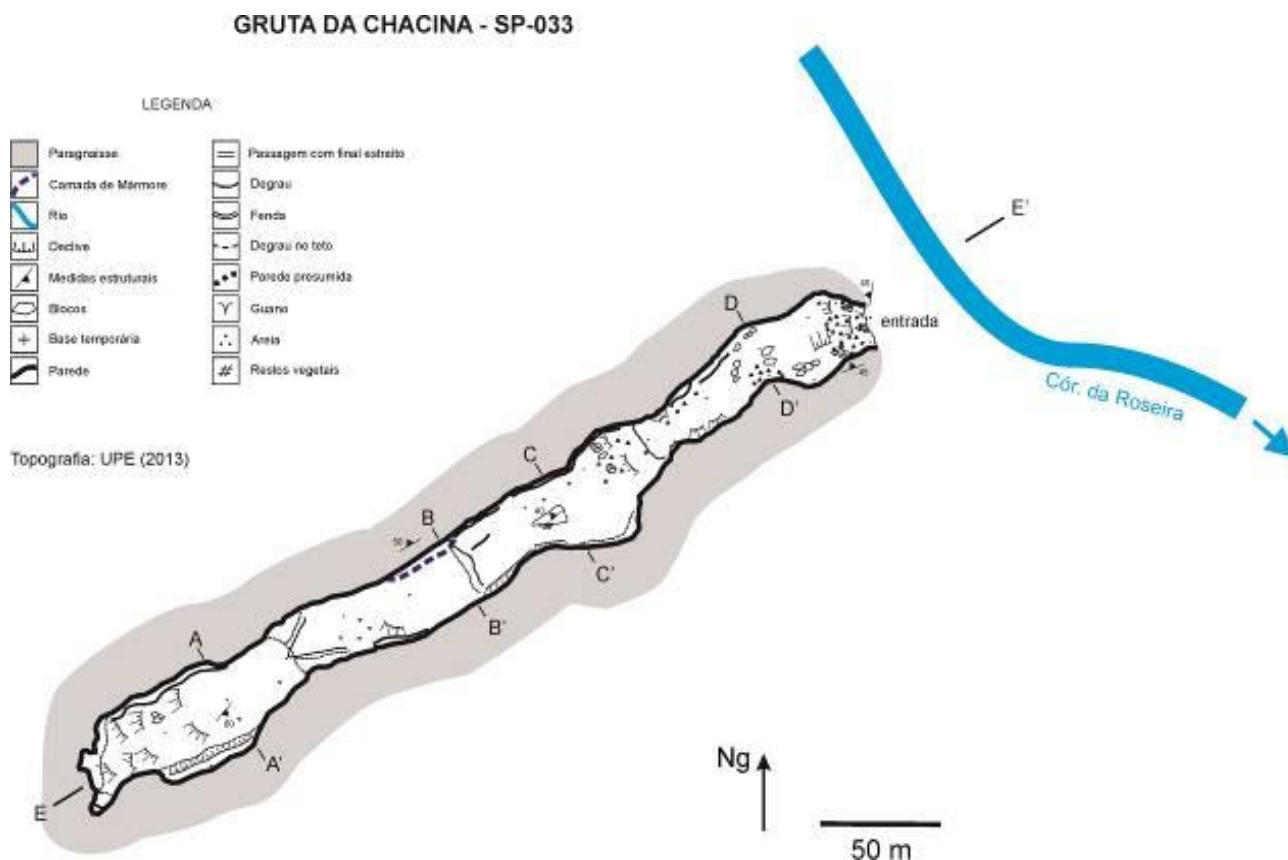 GRUTA DA CHACINA - SP-033
LEGENDA
Paragnaisse
Camada de Mármore
Rio
Declive
Medidas estruturais
Blocos
Base temporária
Parede
Passagem com final estreito
Degrau
Fenda
Degrau no teto
Parede presumida
Guano
Areia
Restos vegetais
Topografia: UPE (2013)
E'
entrada
Cór. da Roseira
D
D'
C
C'
B
B'
A
A'
E
Ng
50 m